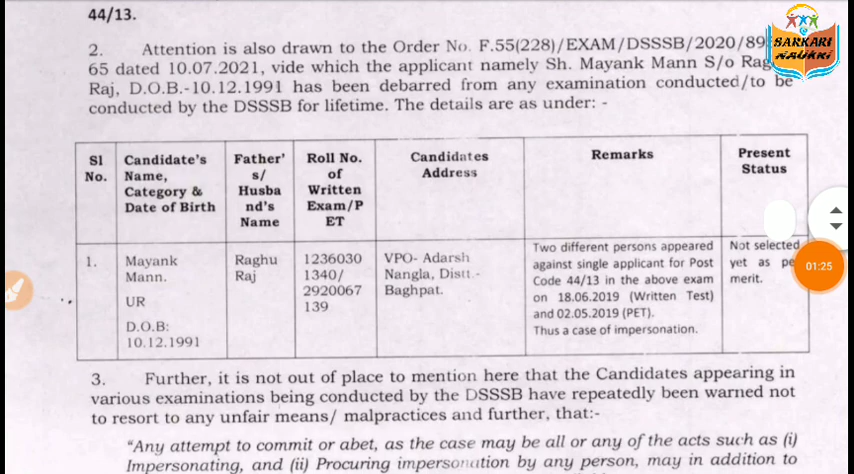 44/13.
SARKARI
NAUKRI
2. Attention is also drawn to the Order No. F.55(228)/EXAM/DSSSB/2020/89
65 dated 10.07.2021, vide which the applicant namely Sh. Mayank Mann S/o Rag
Raj, D.O.B.-10.12.1991 has been debarred from any examination conducted/to be
conducted by the DSSSB for lifetime. The details are as under: -
Sl No. Candidate's Name, Category & Date of Birth Father's/ Husband's Name Roll No. of Written Exam/PET Candidates Address Remarks Present Status
1.
Mayank
Mann.
UR
D.O.B:
10.12.1991
Raghu
Raj
1236030
1340/
2920067
139
VPO- Adarsh
Nangla, Distt.-
Baghpat.
Two different persons appeared
against single applicant for Post
Code 44/13 in the above exam
on 18.06.2019 (Written Test)
and 02.05.2019 (PET).
Thus a case of impersonation.
Not selected
yet as pe
merit.
01:25
3. Further, it is not out of place to mention here that the Candidates appearing in
various examinations being conducted by the DSSSB have repeatedly been warned not
to resort to any unfair means/ malpractices and further, that:-
"Any attempt to commit or abet, as the case may be all or any of the acts such as (i)
Impersonating, and (ii) Procuring impersonation by any person, may in addition to